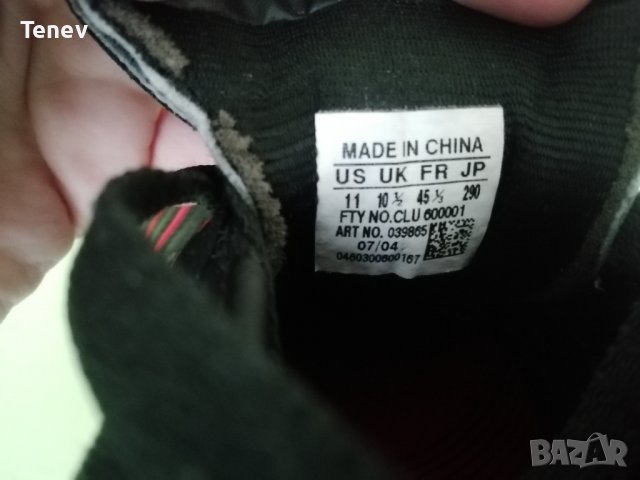 Tenev
MADE IN CHINA
US UK FR JP
11 10 ½ 45 ⅓ 290
FTY NO.CLU 600001
ART NO. 039865
07/04
0460300600167
BAZAR